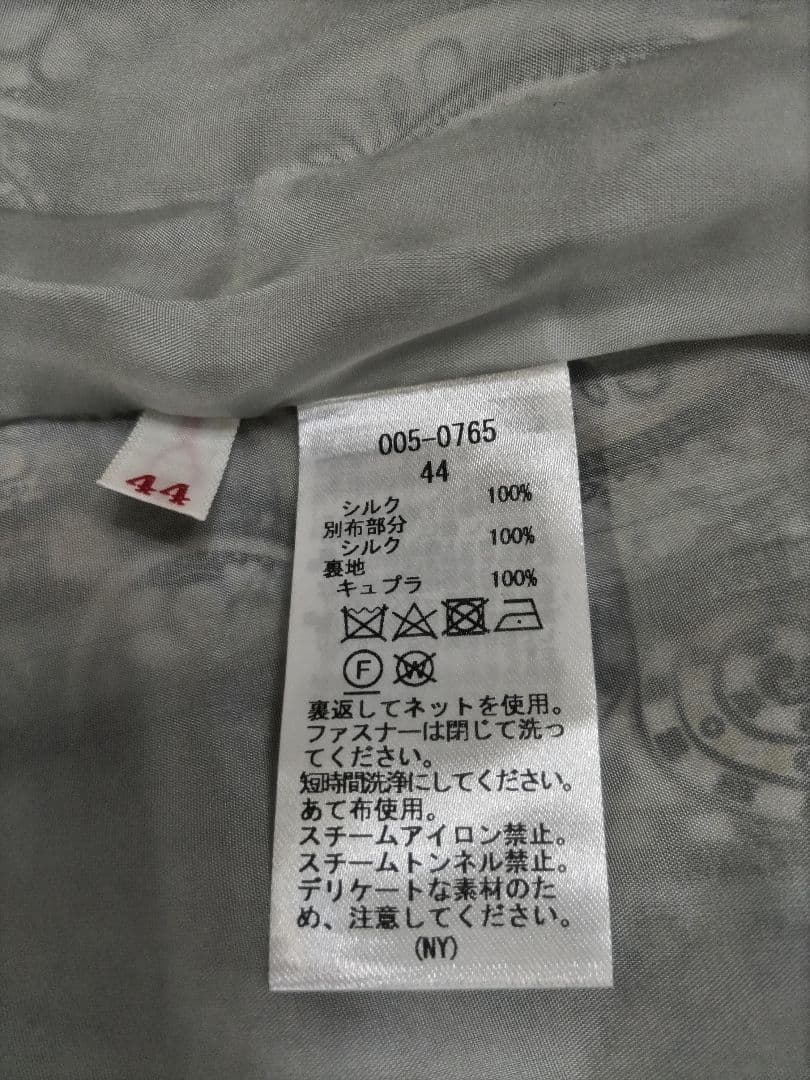 44
005-0765
44
シルク 100%
別布部分
シルク 100%
裏地
キュプラ 100%
F W
裏返してネットを使用。
ファスナーは閉じて洗っ
てください。
短時間洗浄にしてください。
あて布使用。
スチームアイロン禁止。
スチームトンネル禁止。
デリケートな素材のた
め、注意してください。
(NY)